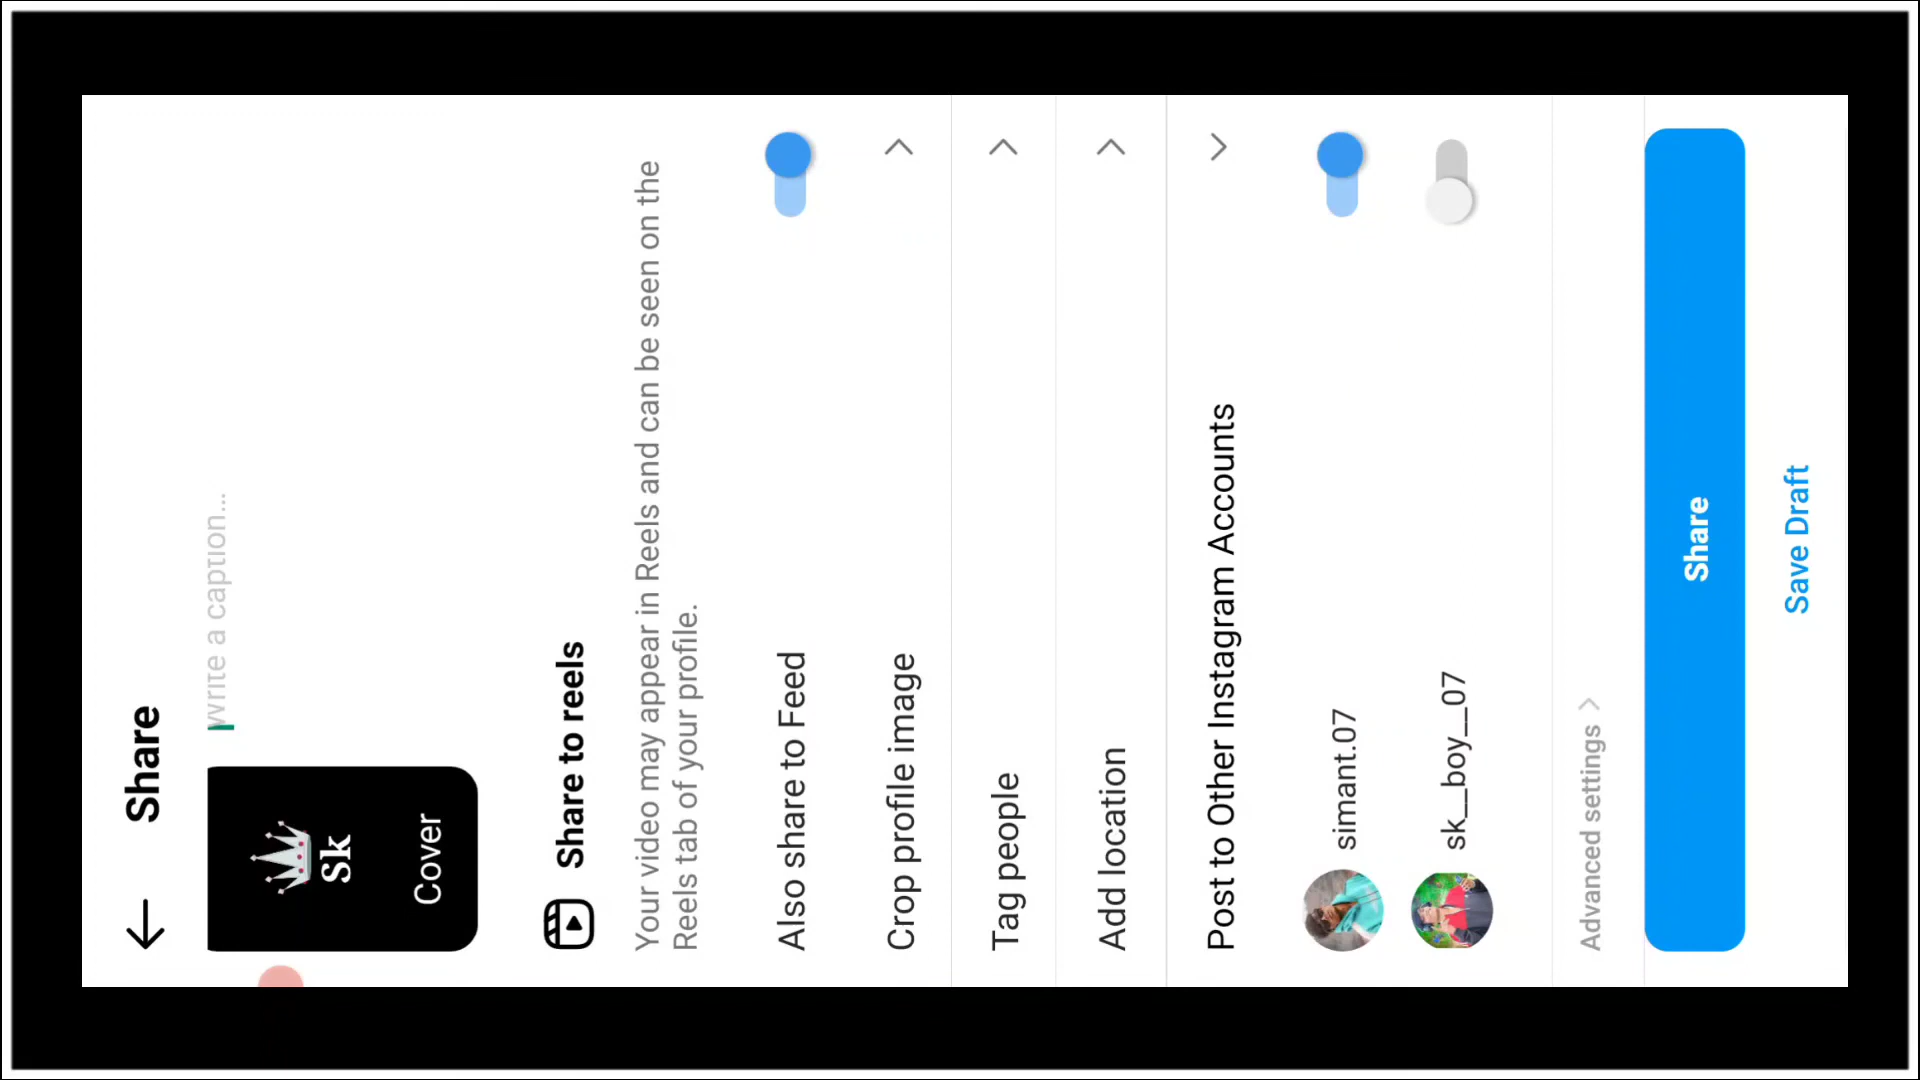 Share
Write a caption...
Sk
Cover
Share to reels
Your video may appear in Reels and can be seen on the
Reels tab of your profile.
Also share to Feed
Crop profile image
Tag people
Add location
Post to Other Instagram Accounts
simant.07
sk__boy__07
Advanced settings
Share
Save Draft